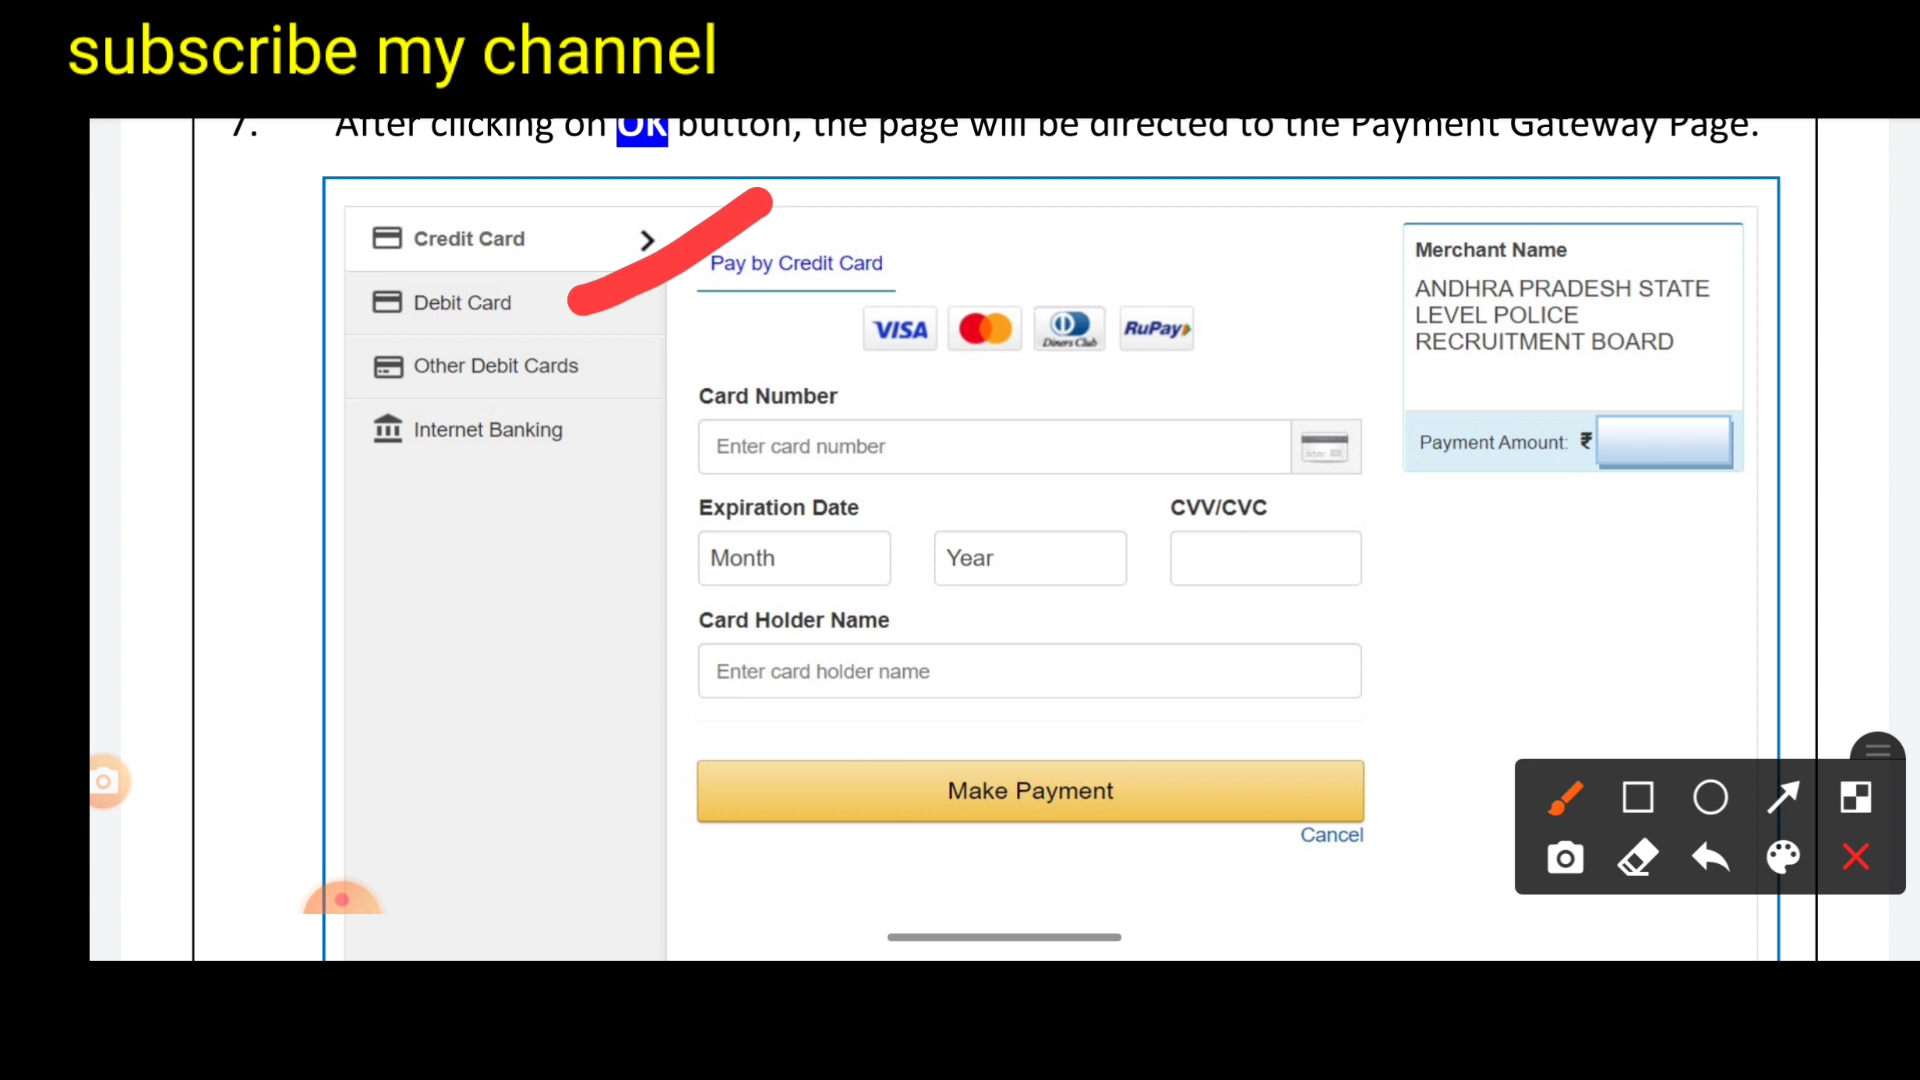 subscribe my channel
7. After clicking on OK button, the page will be directed to the Payment Gateway Page.
Credit Card
Debit Card
Other Debit Cards
Internet Banking
Pay by Credit Card
VISA
Diners Club
RuPay
Card Number
Enter card number
Expiration Date
CVV/CVC
Month
Year
Card Holder Name
Enter card holder name
Make Payment
Cancel
Merchant Name
ANDHRA PRADESH STATE
LEVEL POLICE
RECRUITMENT BOARD
Payment Amount: ₹